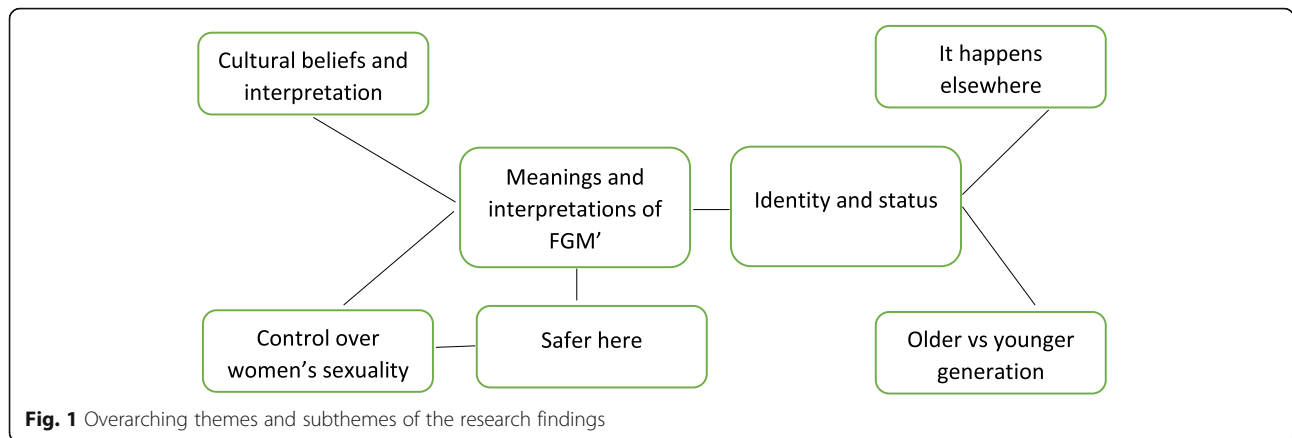 Cultural beliefs and
interpretation
It happens
elsewhere
Meanings and
interpretations of
FGM’
Identity and status
Control over
women’s sexuality
Safer here
Older vs younger
generation
Fig. 1 Overarching themes and subthemes of the research findings